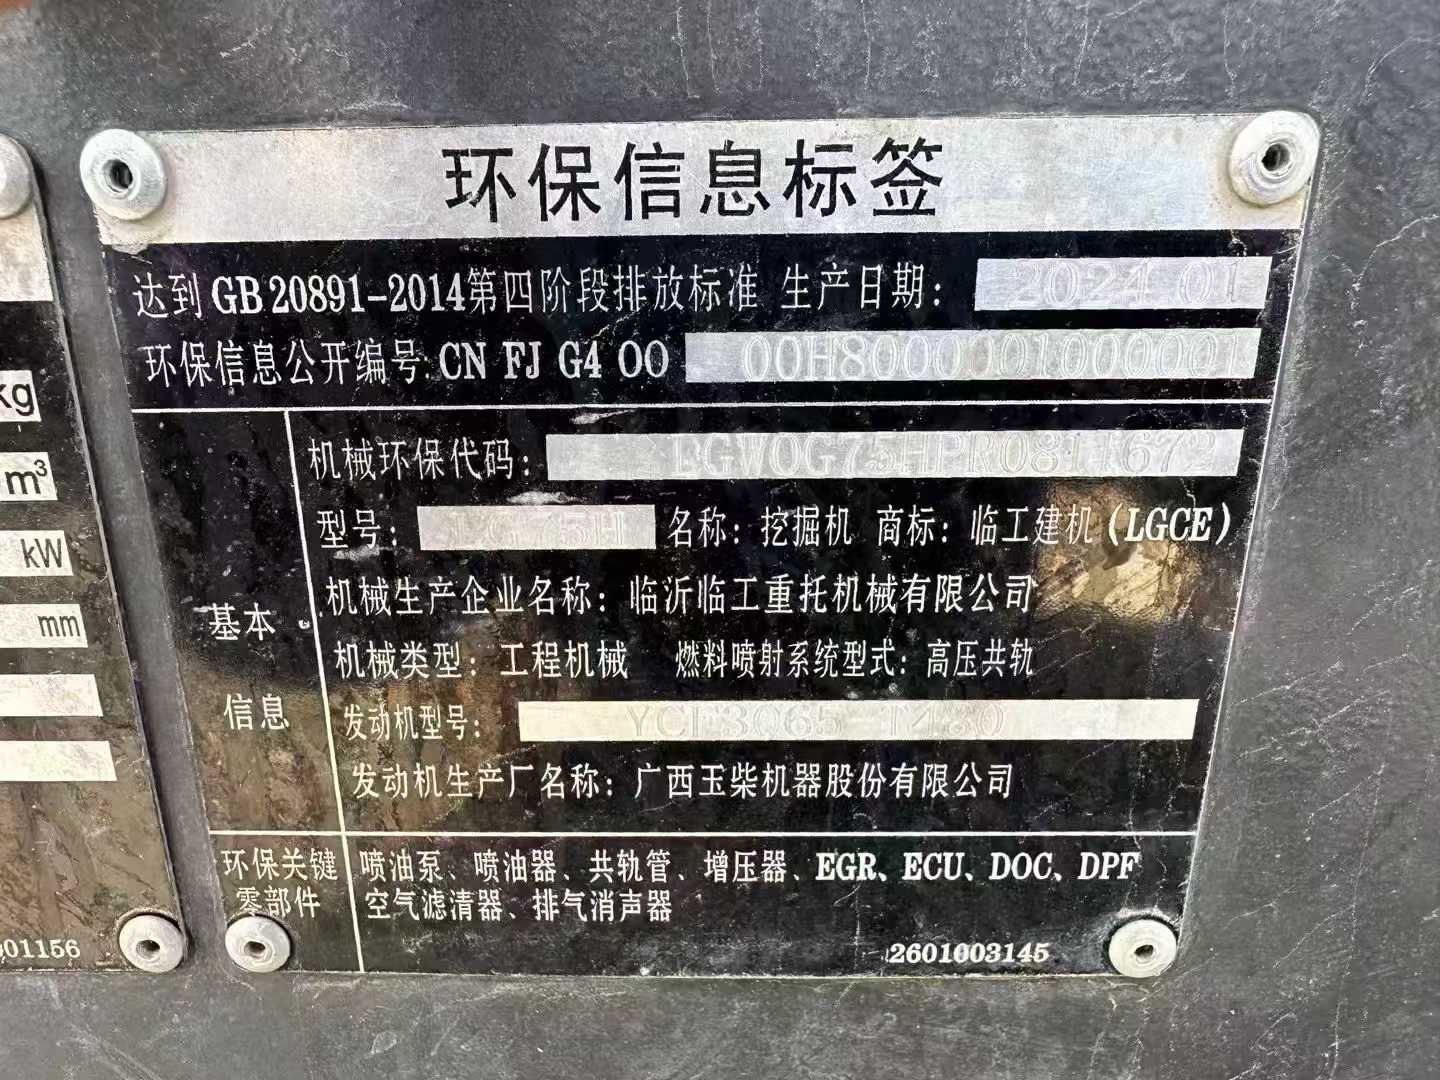 环保信息标签
达到GB 20891-2014第四阶段排放标准 生产日期: 2024 01
环保信息公开编号: CN FJ G4 00 00H80000001000001
机械环保代码:
型号: LG75H 名称: 挖掘机 商标: 临工建机 (LGCE)
机械生产企业名称: 临沂临工重托机械有限公司
机械类型: 工程机械 燃料喷射系统型式: 高压共轨
发动机型号:
发动机生产厂名称: 广西玉柴机器股份有限公司
基本
信息
环保关键
零部件
喷油泵、喷油器、共轨管、增压器、EGR、ECU、DOC、DPF
空气滤清器、排气消声器
2601003145
kg
m³
kW
mm
01156